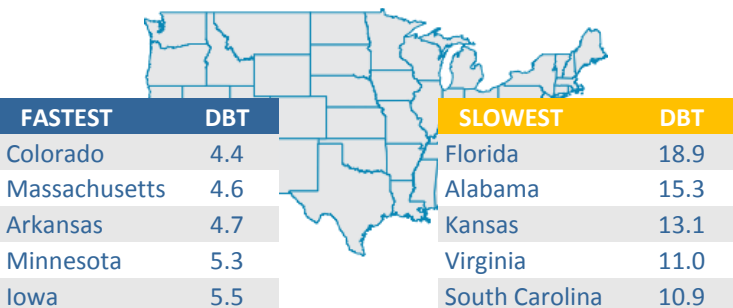 FASTEST DBT
Colorado 4.4
Massachusetts 4.6
Arkansas 4.7
Minnesota 5.3
Iowa 5.5
SLOWEST DBT
Florida 18.9
Alabama 15.3
Kansas 13.1
Virginia 11.0
South Carolina 10.9